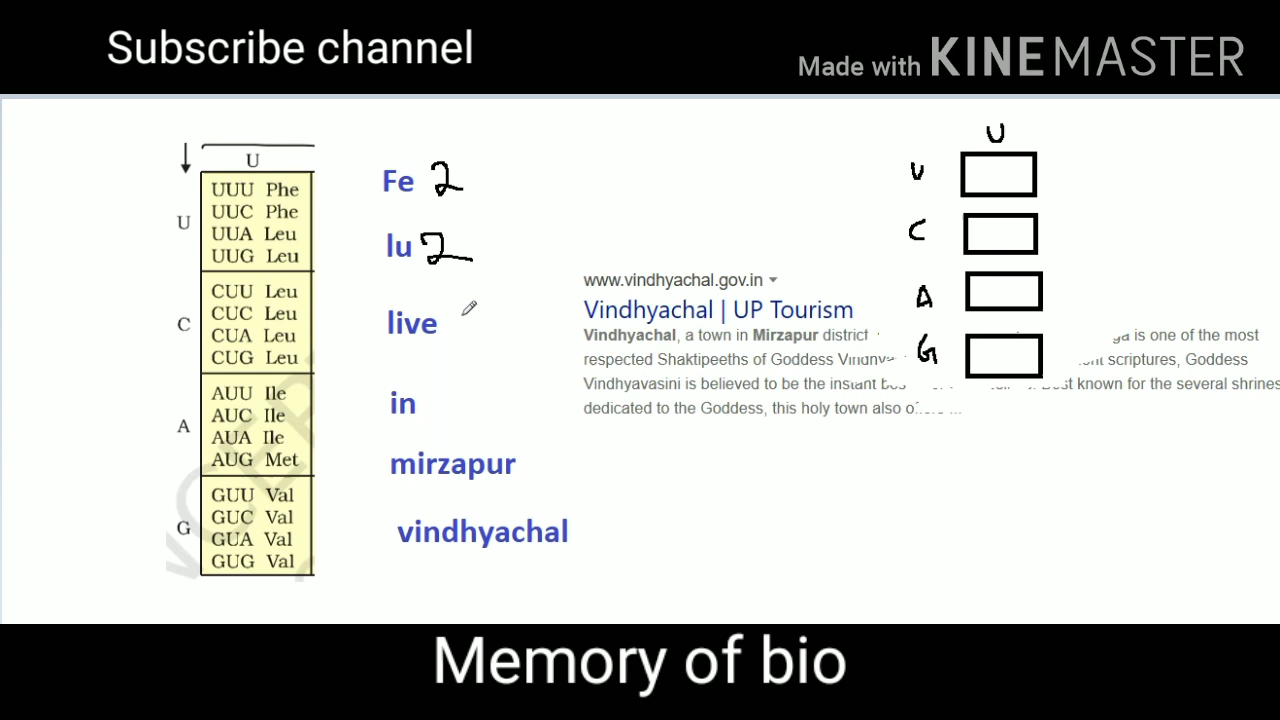 Subscribe channel
Made with KINEMASTER
U
U
UUU Phe
UUC Phe
UUA Leu
UUG Leu
C
CUU Leu
CUC Leu
CUA Leu
CUG Leu
A
AUU Ile
AUC Ile
AUA Ile
AUG Met
G
GUU Val
GUC Val
GUA Val
GUG Val
Fe 2
lu 2
live
in
mirzapur
vindhyachal
www.vindhyachal.gov.in
Vindhyachal | UP Tourism
Vindhyachal, a town in Mirzapur district is one of the most
respected Shaktipeeths of Goddess scriptures, Goddess
Vindhyavasini is believed to be the instant known for the several shrines
dedicated to the Goddess, this holy town also
U
U
C
A
G
Memory of bio